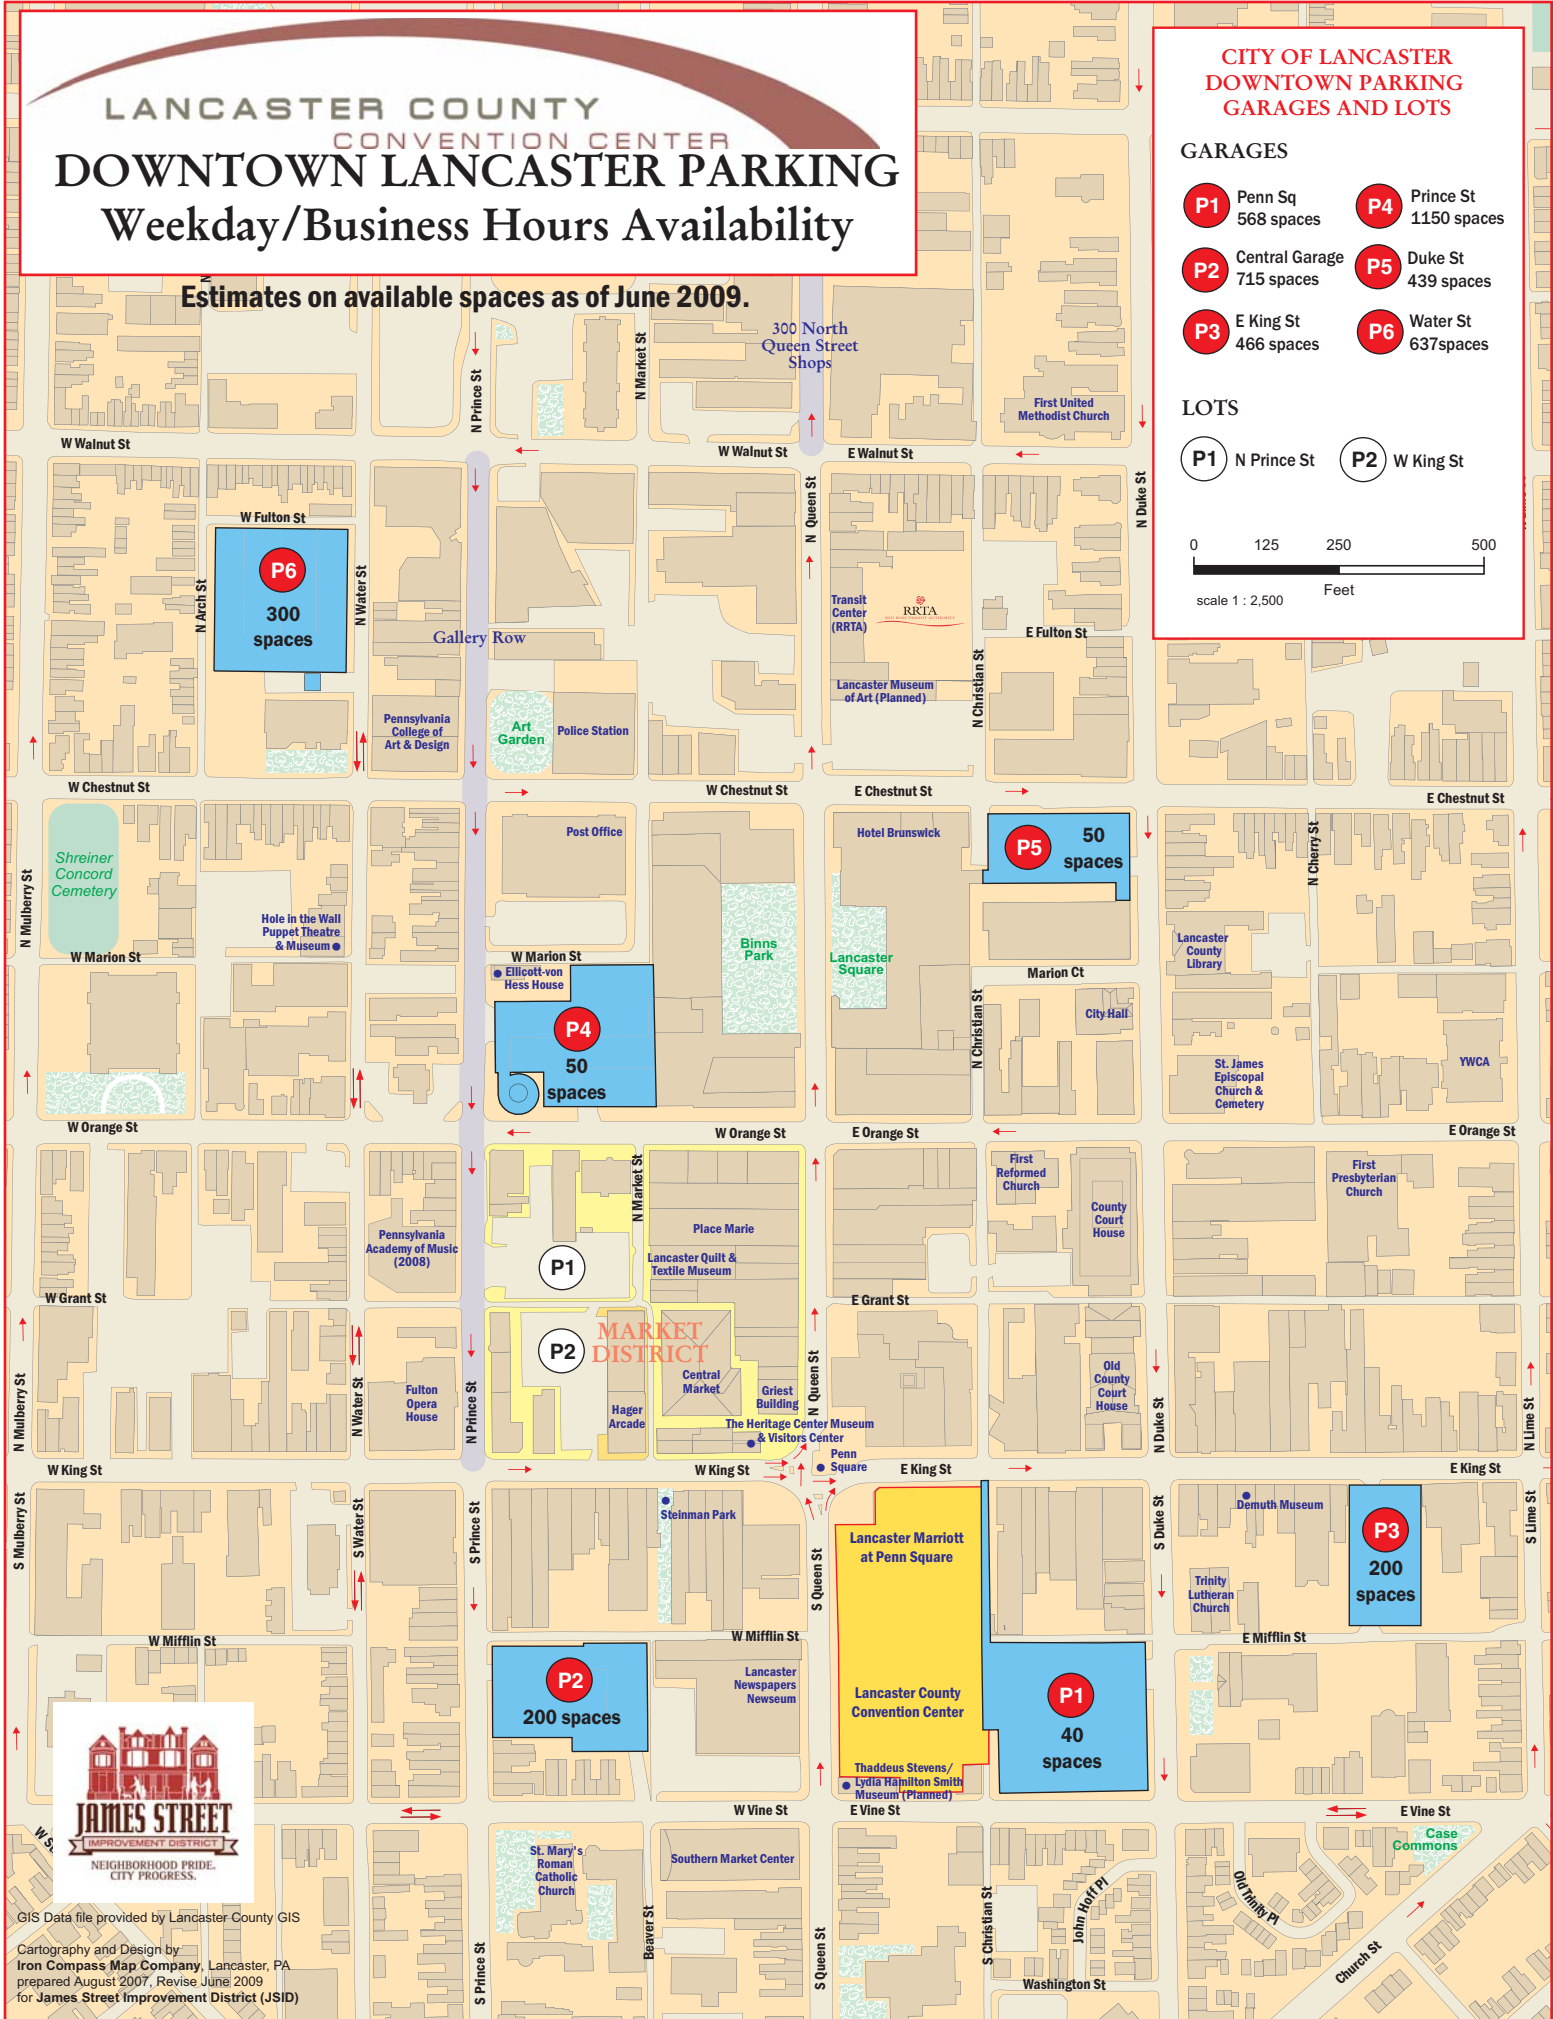 LANCASTER COUNTY
CONVENTION CENTER
DOWNTOWN LANCASTER PARKING
Weekday/Business Hours Availability
Estimates on available spaces as of June 2009.
CITY OF LANCASTER
DOWNTOWN PARKING
GARAGES AND LOTS
GARAGES
P1 Penn Sq
568 spaces
P4 Prince St
1150 spaces
P2 Central Garage
715 spaces
P5 Duke St
439 spaces
P3 E King St
466 spaces
P6 Water St
637spaces
LOTS
P1 N Prince St
P2 W King St
0 125 250 500
Feet
scale 1 : 2,500
300 North
Queen Street
Shops
N Prince St
N Market St
First United
Methodist Church
W Walnut St
W Walnut St
E Walnut St
N Queen St
N Duke St
W Fulton St
P6
300
spaces
N Arch St
N Water St
Gallery Row
Transit
Center
(RRTA)
RRTA
RED ROSE TRANSIT AUTHORITY
E Fulton St
N Christian St
Lancaster Museum
of Art (Planned)
Pennsylvania
College of
Art & Design
Art
Garden
Police Station
W Chestnut St
W Chestnut St
E Chestnut St
E Chestnut St
Shreiner
Concord
Cemetery
N Mulberry St
Hole in the Wall
Puppet Theatre
& Museum
Post Office
Hotel Brunswick
P5
50
spaces
N Cherry St
Binns
Park
Lancaster
Square
Lancaster
County
Library
W Marion St
W Marion St
Marion Ct
Ellicott-von
Hess House
P4
50
spaces
N Christian St
City Hall
St. James
Episcopal
Church &
Cemetery
YWCA
W Orange St
W Orange St
E Orange St
E Orange St
N Market St
First
Reformed
Church
First
Presbyterian
Church
County
Court
House
Pennsylvania
Academy of Music
(2008)
Place Marie
Lancaster Quilt &
Textile Museum
P1
W Grant St
E Grant St
MARKET
DISTRICT
P2
Central
Market
Griest
Building
Hager
Arcade
Fulton
Opera
House
Old
County
Court
House
N Mulberry St
N Water St
N Prince St
N Queen St
N Duke St
N Lime St
The Heritage Center Museum
& Visitors Center
Penn
Square
W King St
W King St
E King St
E King St
S Mulberry St
S Water St
S Prince St
Steinman Park
S Queen St
Lancaster Marriott
at Penn Square
S Duke St
Demuth Museum
P3
200
spaces
S Lime St
Trinity
Lutheran
Church
W Mifflin St
W Mifflin St
E Mifflin St
P2
200 spaces
Lancaster
Newspapers
Newseum
Lancaster County
Convention Center
P1
40
spaces
Thaddeus Stevens/
Lydia Hamilton Smith
Museum (Planned)
W Vine St
E Vine St
E Vine St
JAMES STREET
IMPROVEMENT DISTRICT
NEIGHBORHOOD PRIDE.
CITY PROGRESS.
St. Mary's
Roman
Catholic
Church
Southern Market Center
Case
Commons
Old Trinity Pl
John Hoff Pl
S Christian St
Beaver St
S Prince St
S Queen St
Church St
Washington St
GIS Data file provided by Lancaster County GIS
Cartography and Design by
Iron Compass Map Company, Lancaster, PA
prepared August 2007, Revise June 2009
for James Street Improvement District (JSID)